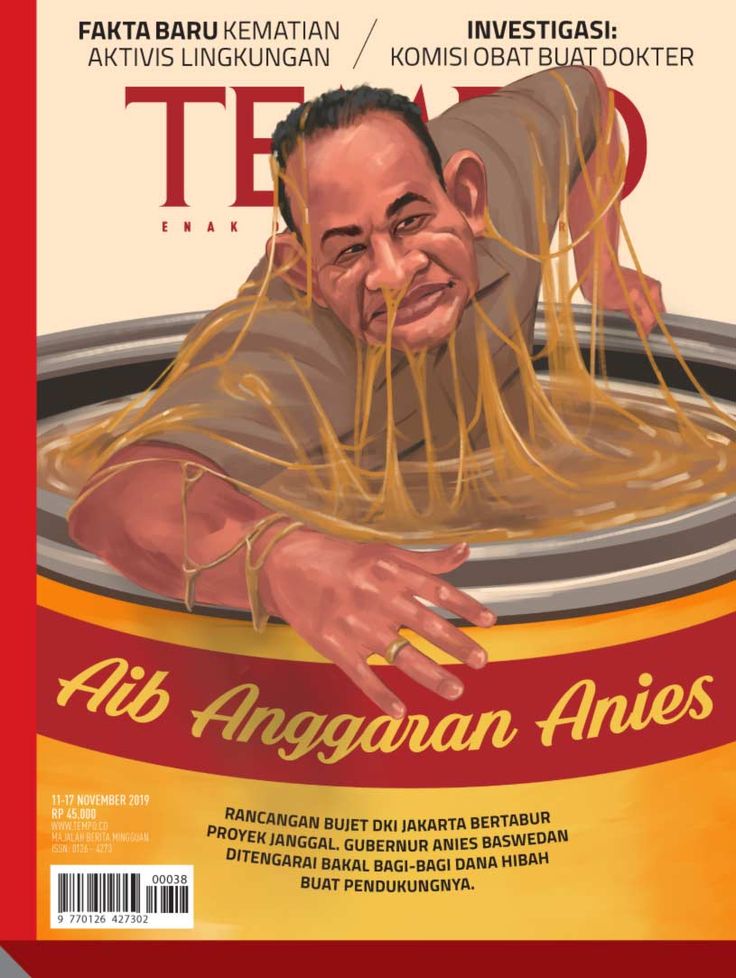 FAKTA BARU KEMATIAN
AKTIVIS LINGKUNGAN
INVESTIGASI:
KOMISI OBAT BUAT DOKTER
ENAK
Aib Anggaran Anies
11-17 NOVEMBER 2019
RP 45.000
WWW.TEMPO.CO
MAJALAH BERITA MINGGUAN
ISSN: 0126 - 4273
RANCANGAN BUJET DKI JAKARTA BERTABUR
PROYEK JANGGAL. GUBERNUR ANIES BASWEDAN
DITENGARAI BAKAL BAGI-BAGI DANA HIBAH
BUAT PENDUKUNGNYA.
00038
9 770126 427302